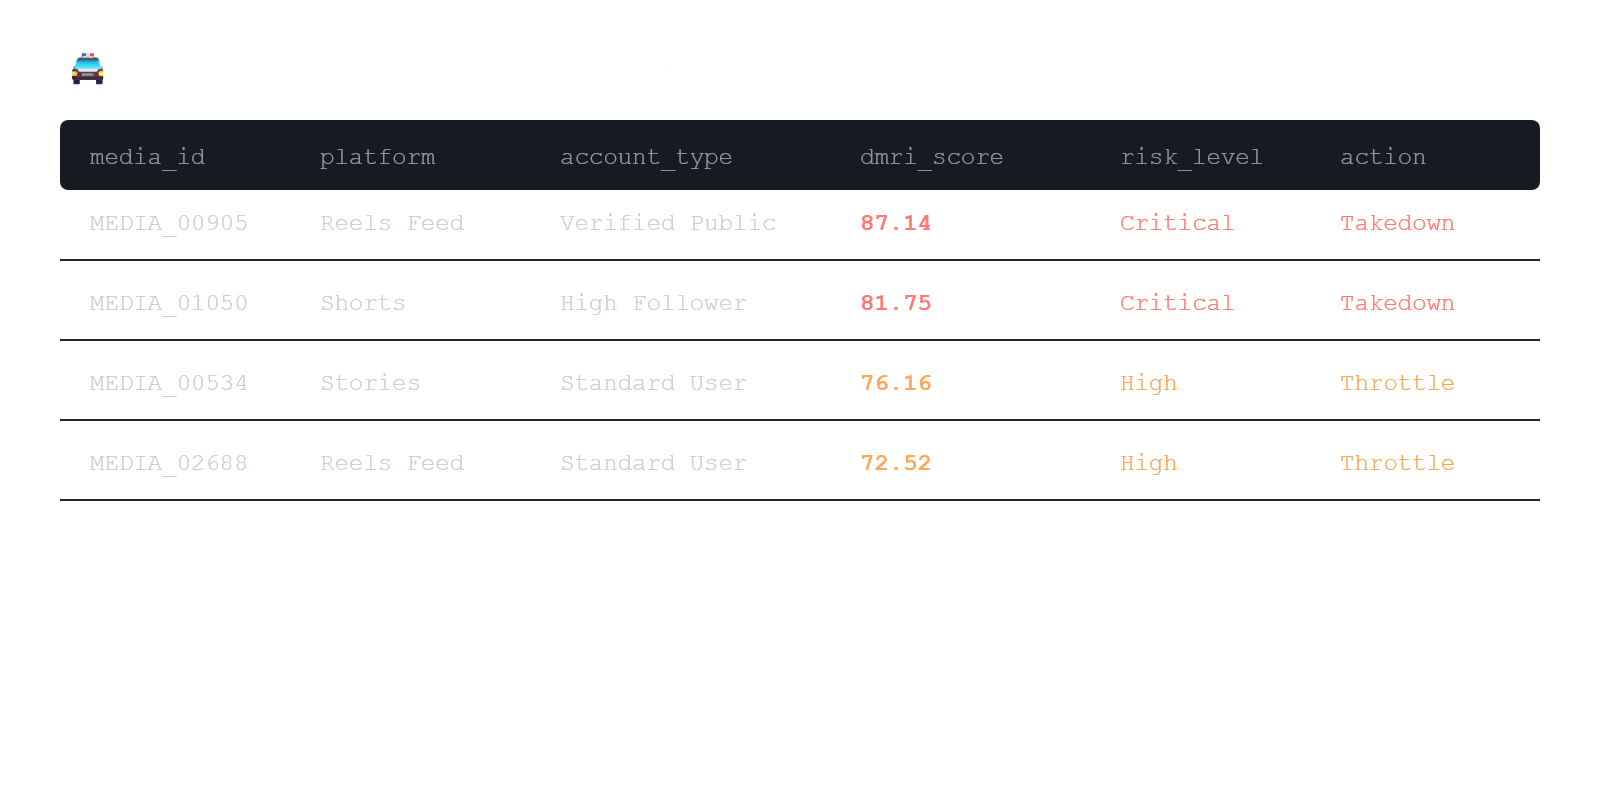 media_id platform account_type dmri_score risk_level action
MEDIA_00905 Reels Feed Verified Public 87.14 Critical Takedown
MEDIA_01050 Shorts High Follower 81.75 Critical Takedown
MEDIA_00534 Stories Standard User 76.16 High Throttle
MEDIA_02688 Reels Feed Standard User 72.52 High Throttle